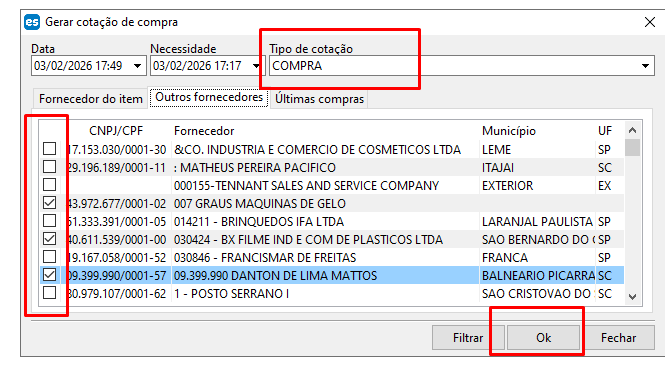 es Gerar cotação de compra
Data Necessidade Tipo de cotação
03/02/2026 17:49 03/02/2026 17:17 COMPRA
Fornecedor do item Outros fornecedores Últimas compras
CNPJ/CPF Fornecedor Município UF
17.153.030/0001-30 &CO. INDUSTRIA E COMERCIO DE COSMETICOS LTDA LEME SP
29.196.189/0001-11 : MATHEUS PEREIRA PACIFICO ITAJAI SC
000155-TENNANT SALES AND SERVICE COMPANY EXTERIOR EX
43.972.677/0001-02 007 GRAUS MAQUINAS DE GELO
61.333.391/0001-05 014211 - BRINQUEDOS IFA LTDA LARANJAL PAULISTA SP
40.611.539/0001-00 030424 - BX FILME IND E COM DE PLASTICOS LTDA SAO BERNARDO DO C SP
19.167.058/0001-52 030846 - FRANCISMAR DE FREITAS FRANCA SP
09.399.990/0001-57 09.399.990 DANTON DE LIMA MATTOS BALNEARIO PICARRA SC
80.979.107/0001-62 1 - POSTO SERRANO I SAO CRISTOVAO DO SC
Filtrar Ok Fechar